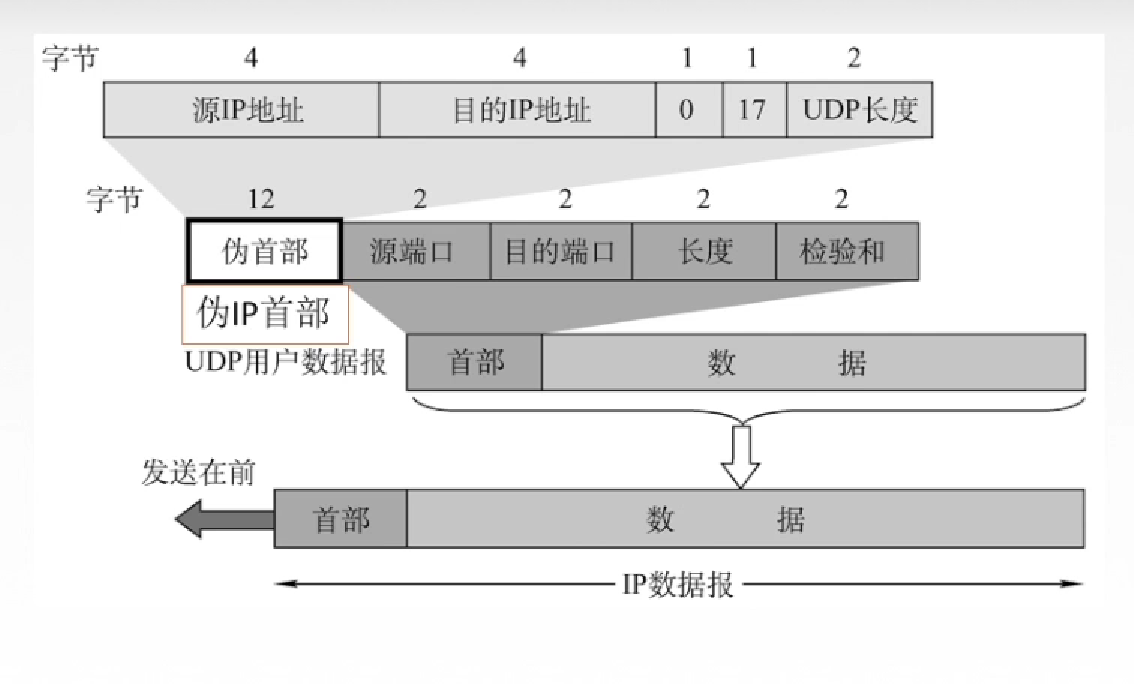 字节 4 4 1 1 2
源IP地址 目的IP地址 0 17 UDP长度
字节 12 2 2 2 2
伪首部 源端口 目的端口 长度 检验和
伪IP首部
UDP用户数据报 首部 数 据
发送在前
首部 数 据
IP数据报